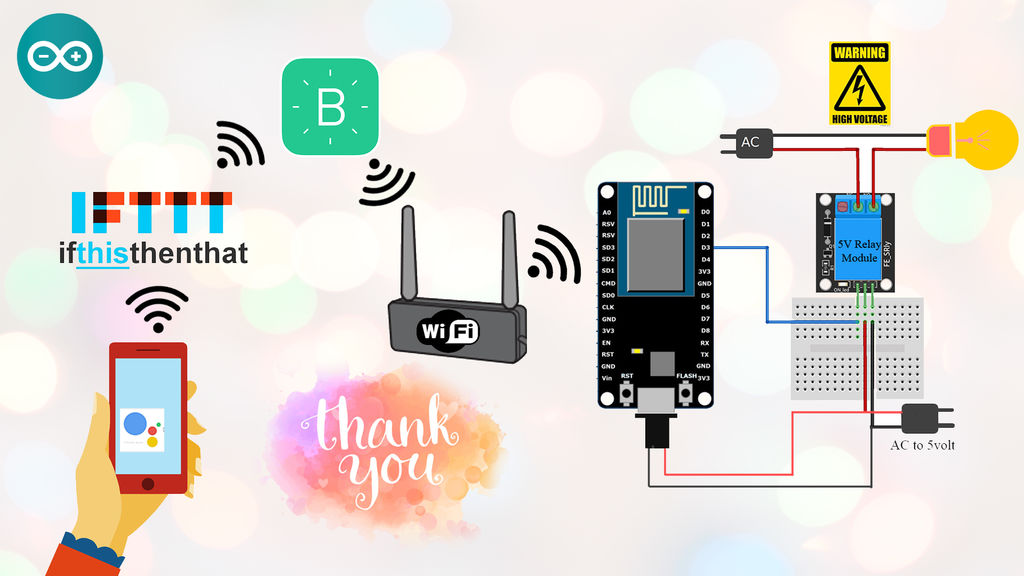 B
IFTTT
ifthisthenthat
WiFi
thank
you
WARNING
HIGH VOLTAGE
AC
5V Relay
Module
FE_SRly
ON_led
A0
RSV
RSV
SD3
SD2
SD1
CMD
SD0
CLK
GND
3V3
EN
RST
GND
Vin
D0
D1
D2
D3
D4
3V3
GND
D5
D6
D7
D8
RX
TX
GND
3V3
RST
FLASH
AC to 5volt